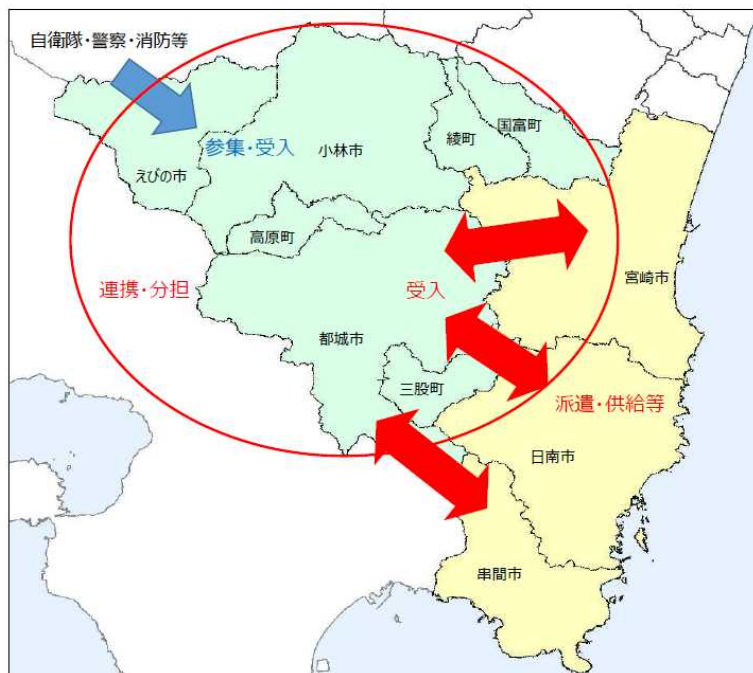 自衛隊・警察・消防等
国富町
綾町
参集・受入
小林市
えびの市
高原町
宮崎市
連携・分担
受入
都城市
三股町
派遣・供給等
日南市
串間市